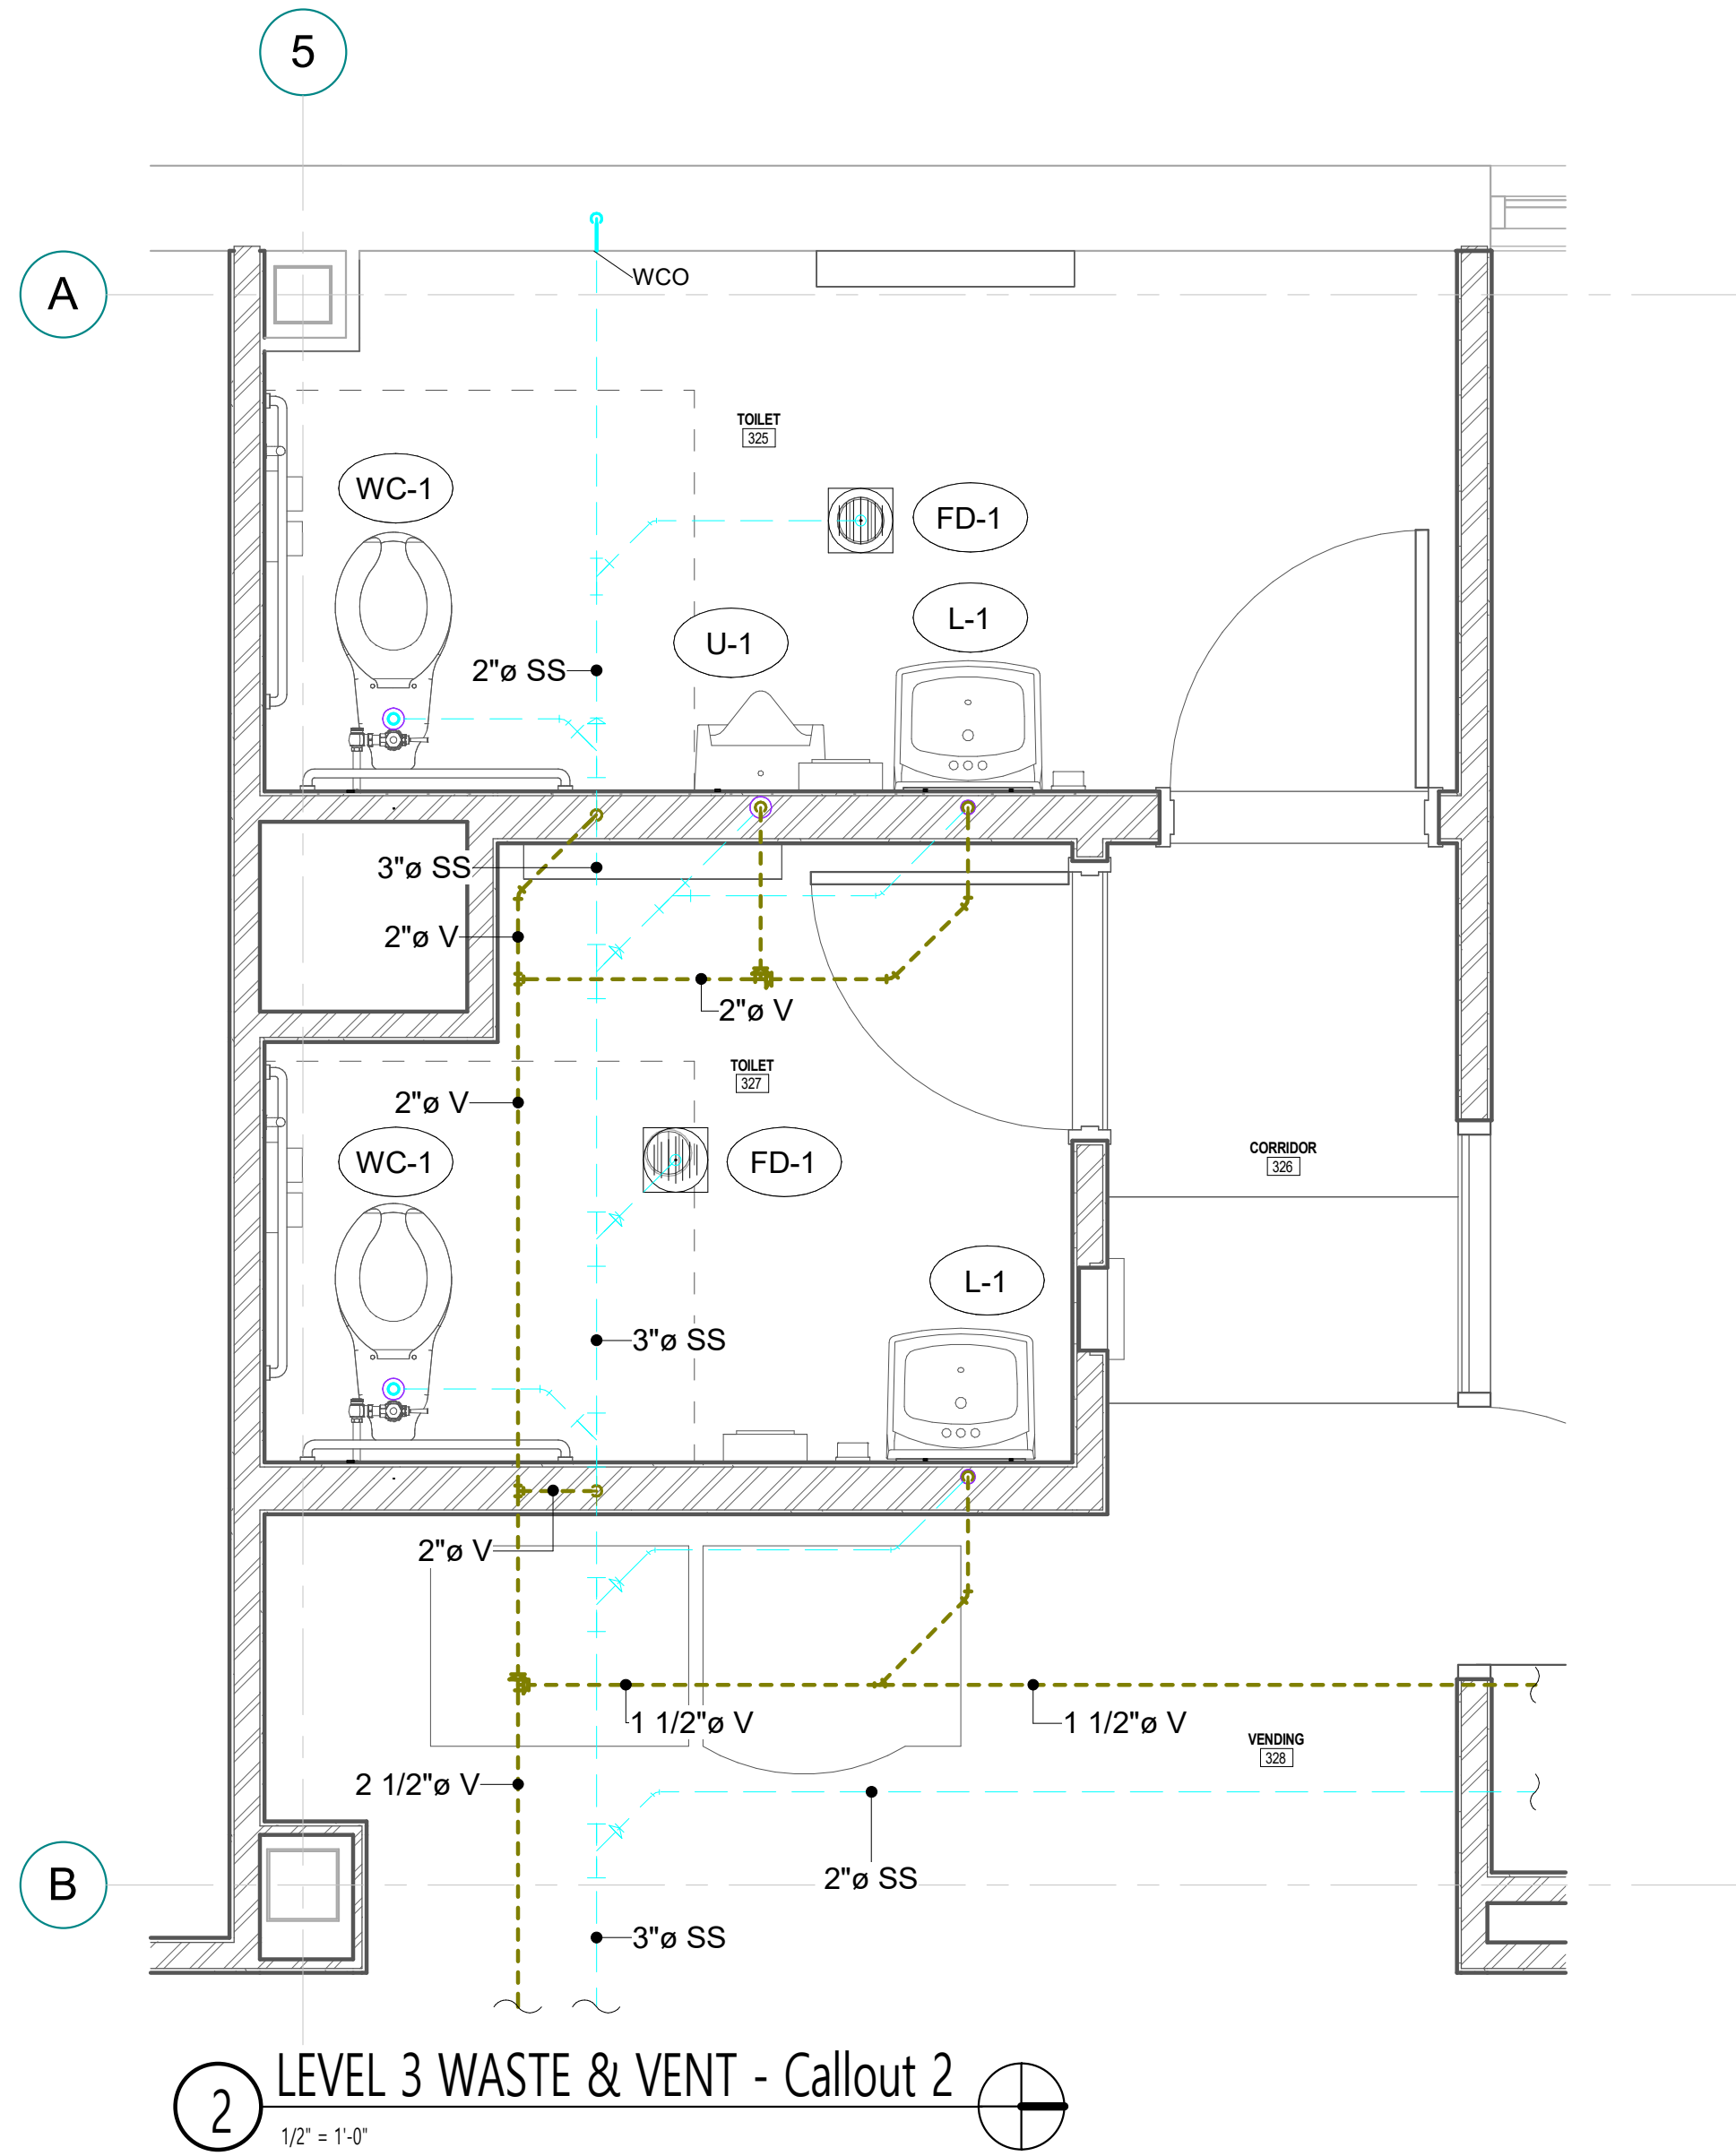 5
A
WCO
TOILET
325
WC-1
FD-1
L-1
U-1
2"ø SS
3"ø SS
2"ø V
2"ø V
TOILET
327
2"ø V
CORRIDOR
326
WC-1
FD-1
L-1
3"ø SS
2"ø V
1 1/2"ø V
1 1/2"ø V
VENDING
328
2 1/2"ø V
2"ø SS
B
3"ø SS
2
LEVEL 3 WASTE & VENT - Callout 2
1/2" = 1'-0"